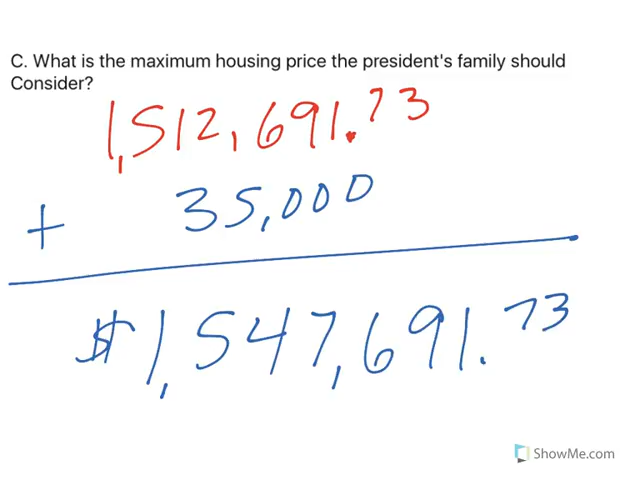 C. What is the maximum housing price the president's family should
Consider?
1,512,691.73
+ 35,000
$1,547,691.73
ShowMe.com